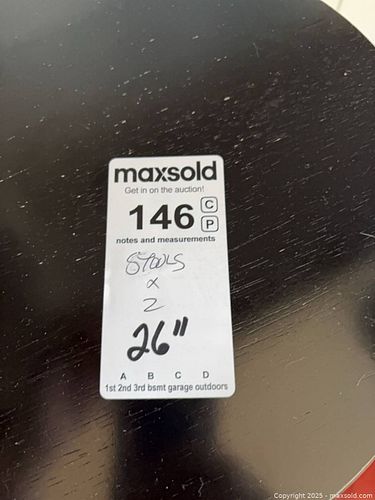 maxsold
Get in on the auction!
146 C
P
notes and measurements
STOOLS
x
2
26"
A B C D
1st 2nd 3rd bsmt garage outdoors
Copyright © 2025 - maxsold.com